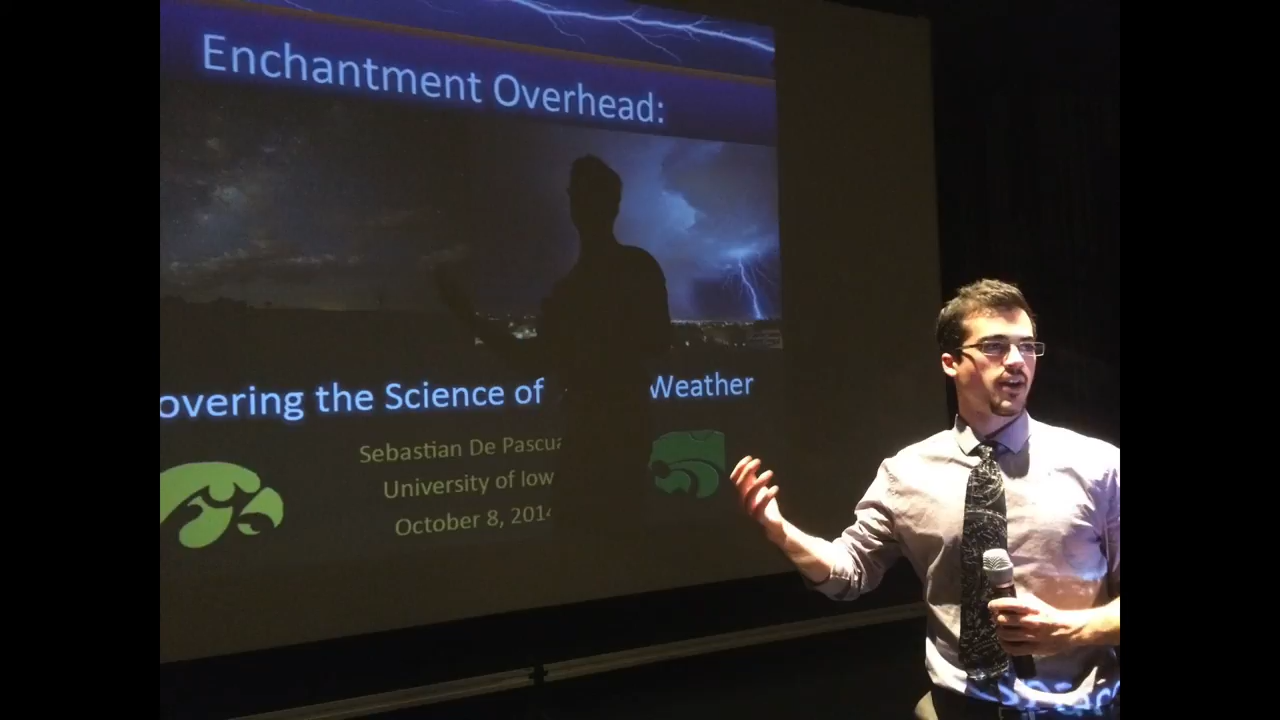 Enchantment Overhead:
overing the Science of Weather
Sebastian De Pascua
University of Iow
October 8, 2014